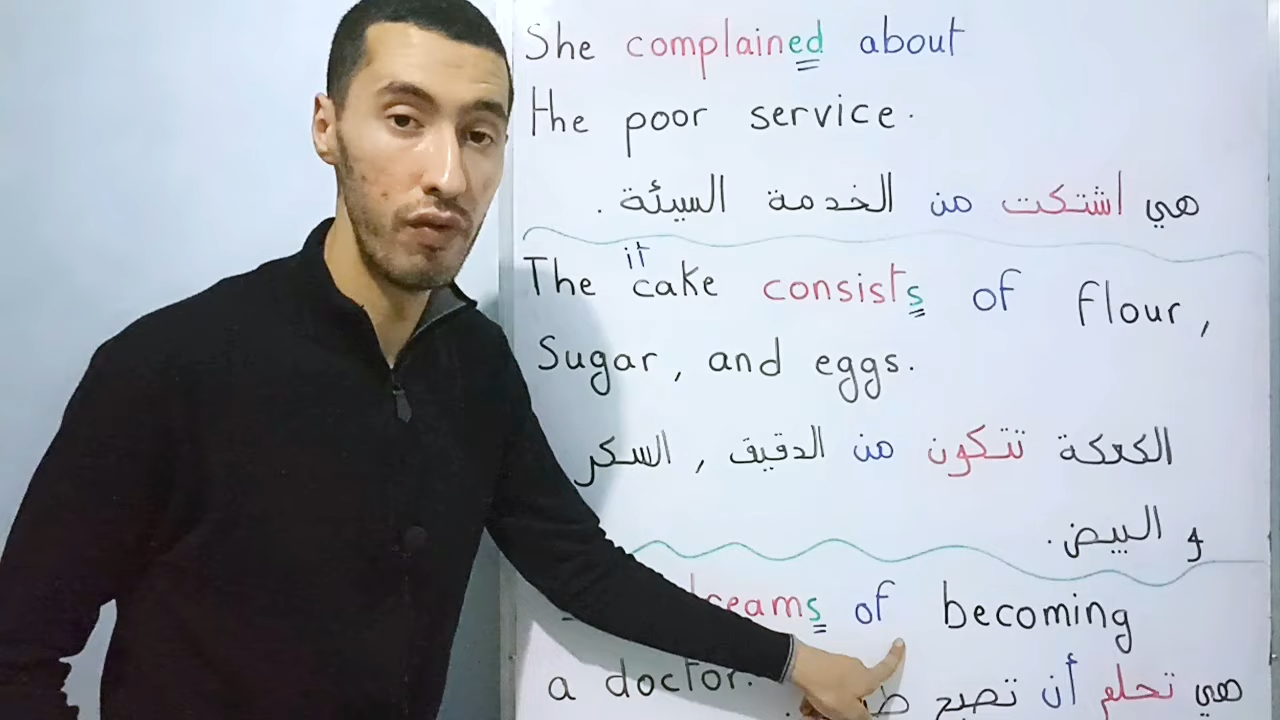 She complained about
the poor service.
هي اشتكت من الخدمة السيئة .
it
The cake consists of flour,
Sugar, and eggs.
الكعكة تتكون من الدقيق , السكر
و البيض .
dreams of becoming
a doctor.
هي تحلم أن تصبح